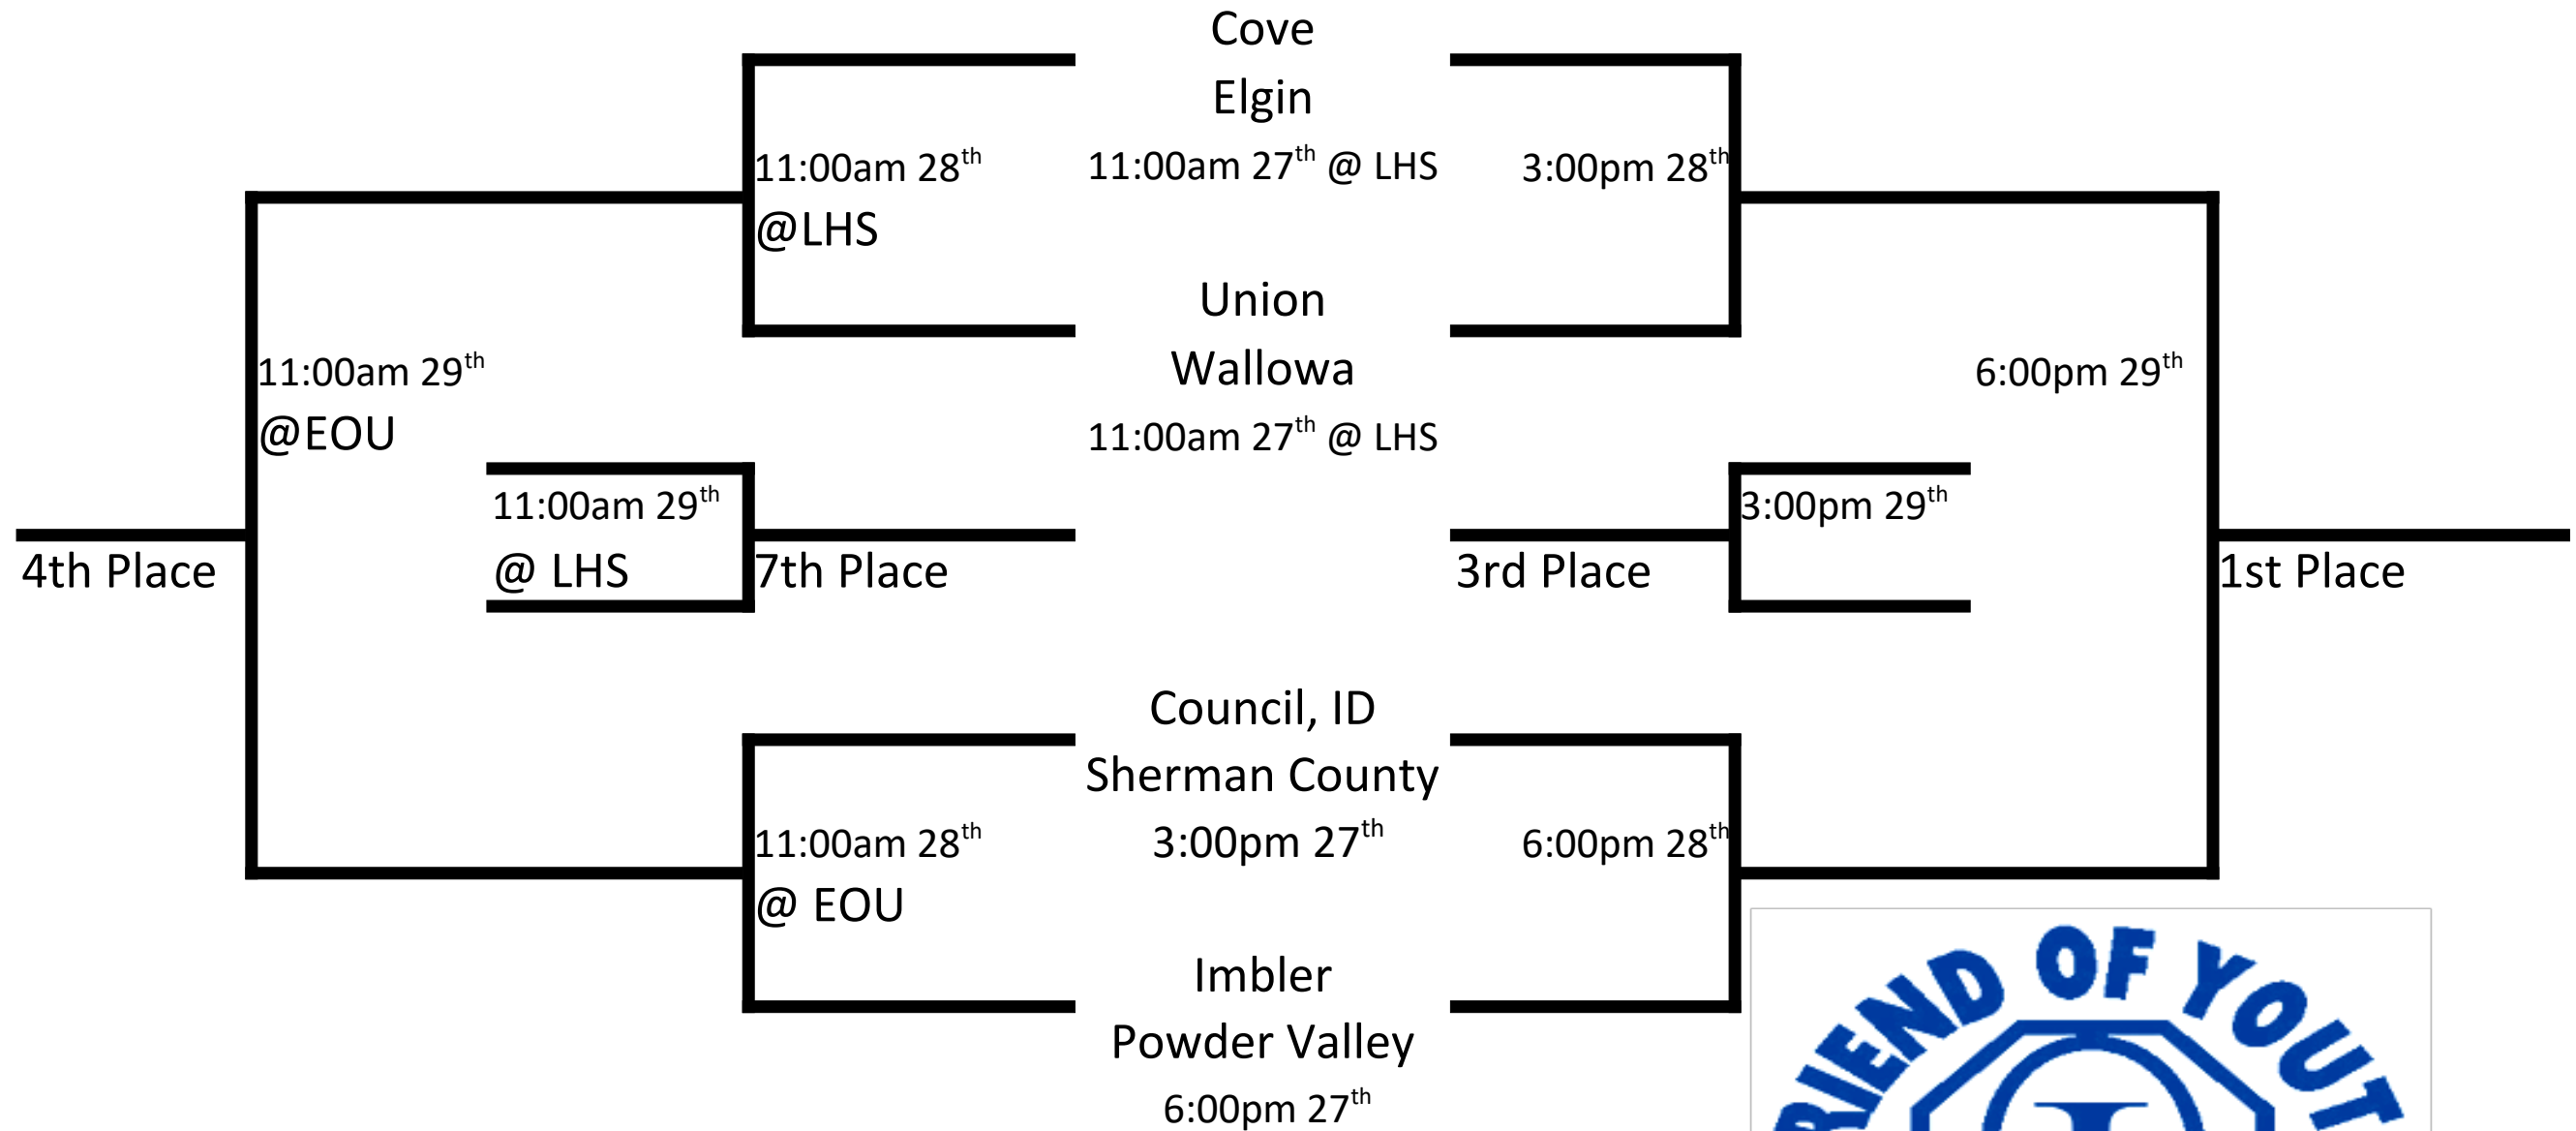 Cove
Elgin
11:00am 28th
11:00am 27th @ LHS
3:00pm 28th
@LHS
Union
Wallowa
11:00am 29th
6:00pm 29th
@EOU
11:00am 27th @ LHS
11:00am 29th
3:00pm 29th
4th Place
@ LHS
7th Place
3rd Place
1st Place
Council, ID
Sherman County
11:00am 28th
3:00pm 27th
6:00pm 28th
@ EOU
Imbler
Powder Valley
6:00pm 27th
OF